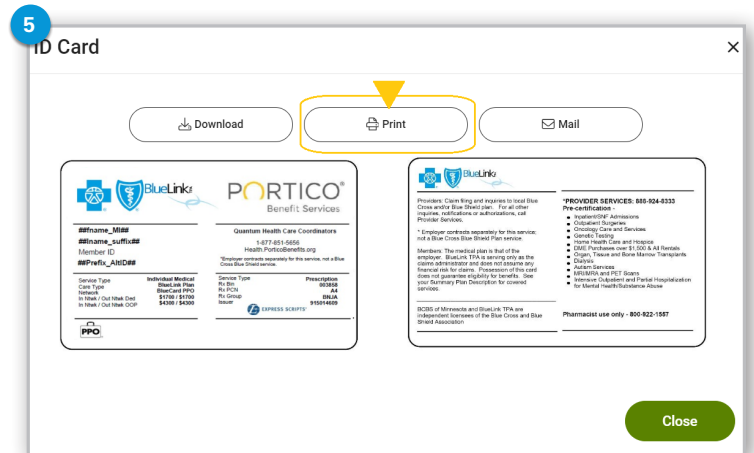 5
ID Card
×
Download
Print
Mail
BlueLink TPA
PORTICO®
Benefit Services
##fname_MI##
##lname_suffix##
Member ID
##Prefix_AltID##
Quantum Health Care Coordinators
1-877-851-5656
Health.PorticoBenefits.org
*Employer contracts separately for this service, not a Blue
Cross Blue Shield service.
Service Type Individual Medical
Care Type BlueLink Plan
Network BlueCard PPO
In Ntwk / Out Ntwk Ded $1700 / $1700
In Ntwk / Out Ntwk OOP $4300 / $4300
Service Type Prescription
Rx Bin 003858
Rx PCN A4
Rx Group BNJA
Issuer 915014609
EXPRESS SCRIPTS®
PPO
BlueLink
Providers: Claim filing and inquires to local Blue
Cross and/or Blue Shield plan. For all other
inquires, notifications or authorizations, call
Provider Services.
* Employer contracts separately for this service;
not a Blue Cross Blue Shield Plan service.
Members: The medical plan is that of the
employer. BlueLink TPA is serving only as the
claims administrator and does not assume any
financial risk for claims. Possession of this card
does not guarantee eligibility for benefits. See
your Summary Plan Description for covered
services.
BCBS of Minnesota and BlueLink TPA are
independent licensees of the Blue Cross and Blue
Shield Association
*PROVIDER SERVICES: 888-924-8333
Pre-certification -
Inpatient/SNF Admissions
Outpatient Surgeries
Oncology Care and Services
Genetic Testing
Home Health Care and Hospice
DME Purchases over $1,500 & All Rentals
Organ, Tissue and Bone Marrow Transplants
Dialysis
Autism Services
MRI/MRA and PET Scans
Intensive Outpatient and Partial Hospitalization
for Mental Health/Substance Abuse
Pharmacist use only - 800-922-1557
Close